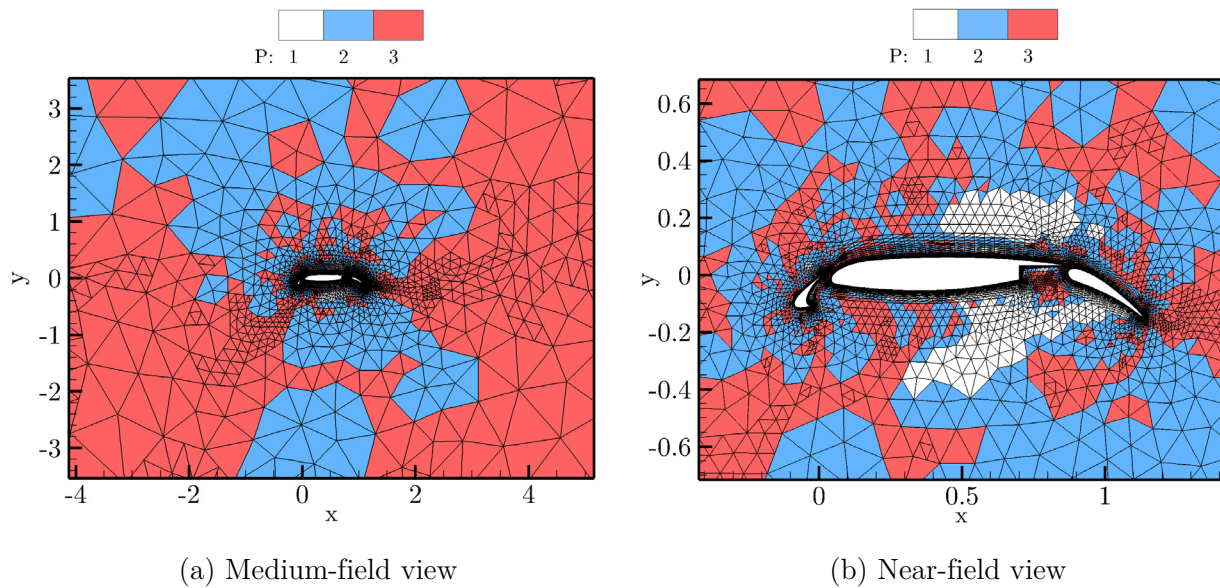 P: 1 2 3
3
2
1
0
-1
-2
-3
y
-4 -2 0 2 4
x
(a) Medium-field view
P: 1 2 3
0.6
0.4
0.2
0
-0.2
-0.4
-0.6
y
0 0.5 1
x
(b) Near-field view